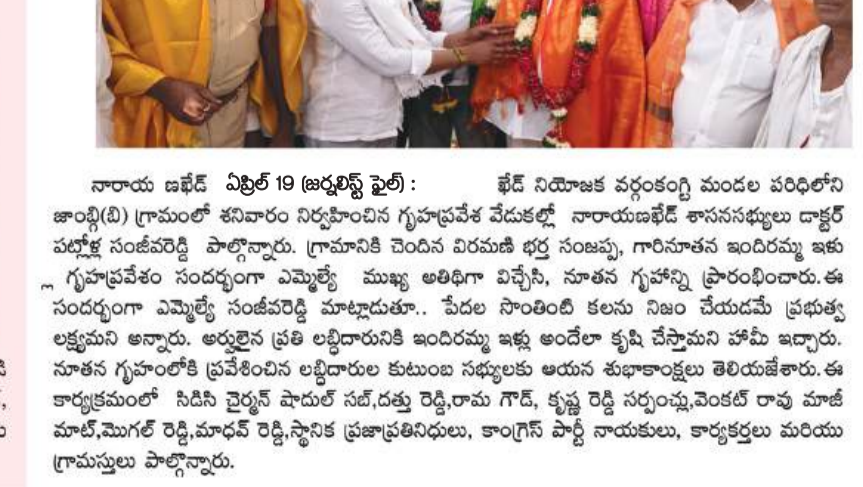 నారాయ ణఖేడ్ ఏప్రిల్ 19 (జర్నలిస్ట్ ఫైల్) : ఖేడ్ నియోజక వర్గంకంగ్టి మండల పరిధిలోని
జాంబ్గి(బి) గ్రామంలో శనివారం నిర్వహించిన గృహప్రవేశ వేడుకల్లో నారాయణఖేడ్ శాసనసభ్యులు డాక్టర్
పట్లోళ్ల సంజీవరెడ్డి పాల్గొన్నారు. గ్రామానికి చెందిన విరమణి భర్త సంజప్ప, గారినూతన ఇందిరమ్మ ఇళు
్ల గృహప్రవేశం సందర్భంగా ఎమ్మెల్యే ముఖ్య అతిథిగా విచ్చేసి, నూతన గృహాన్ని ప్రారంభించారు.ఈ
సందర్భంగా ఎమ్మెల్యే సంజీవరెడ్డి మాట్లాడుతూ.. పేదల సొంతింటి కలను నిజం చేయడమే ప్రభుత్వ
లక్ష్యమని అన్నారు. అర్హులైన ప్రతి లబ్ధిదారునికి ఇందిరమ్మ ఇళ్లు అందేలా కృషి చేస్తామని హామీ ఇచ్చారు.
నూతన గృహంలోకి ప్రవేశించిన లబ్ధిదారుల కుటుంబ సభ్యులకు ఆయన శుభాకాంక్షలు తెలియజేశారు.ఈ
కార్యక్రమంలో సిడిసి చైర్మన్ షాదుల్ సబ్,దత్తు రెడ్డి,రామ గౌడ్, కృష్ణ రెడ్డి సర్పంచ్లు,వెంకట్ రావు మాజీ
మాట్,మొగల్ రెడ్డి,మాధవ్ రెడ్డి,స్థానిక ప్రజాప్రతినిధులు, కాంగ్రెస్ పార్టీ నాయకులు, కార్యకర్తలు మరియు
గ్రామస్తులు పాల్గొన్నారు.